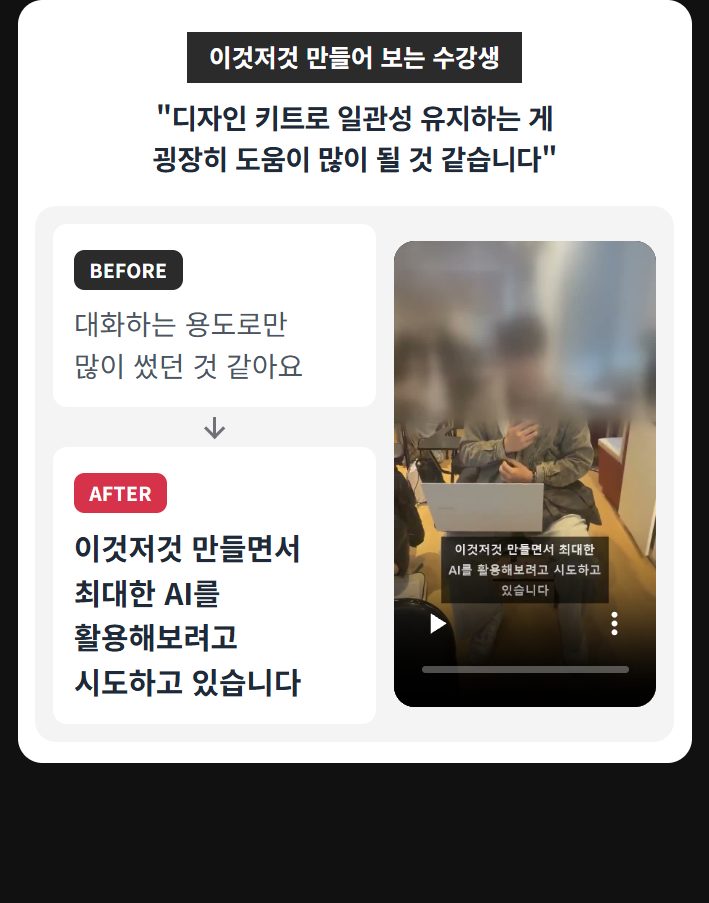 이것저것 만들어 보는 수강생
"디자인 키트로 일관성 유지하는 게
굉장히 도움이 많이 될 것 같습니다"
BEFORE
대화하는 용도로만
많이 썼던 것 같아요
AFTER
이것저것 만들면서
최대한 AI를
활용해보려고
시도하고 있습니다
이것저것 만들면서 최대한
AI를 활용해보려고 시도하고
있습니다